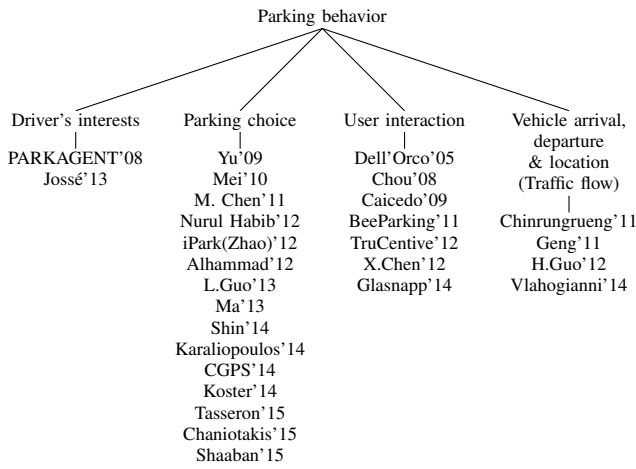 Parking behavior
Driver's interests
PARKAGENT'08
Jossé'13
Parking choice
Yu'09
Mei'10
M. Chen'11
Nurul Habib'12
iPark(Zhao)'12
Alhammad'12
L.Guo'13
Ma'13
Shin'14
Karaliopoulos'14
CGPS'14
Koster'14
Tasseron'15
Chaniotakis'15
Shaaban'15
User interaction
Dell'Orco'05
Chou'08
Caicedo'09
BeeParking'11
TruCentive'12
X.Chen'12
Glasnapp'14
Vehicle arrival,
departure
& location
(Traffic flow)
Chinrungrueng'11
Geng'11
H.Guo'12
Vlahogianni'14